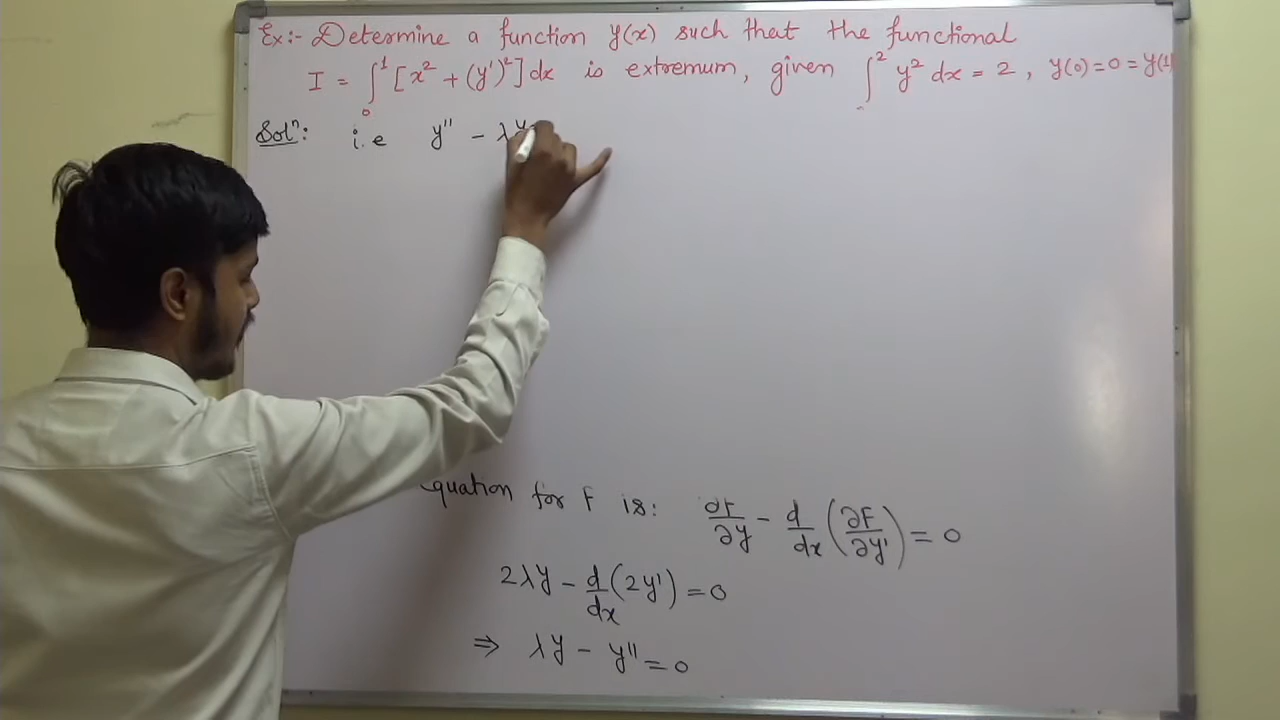 Ex:- Determine a function y(x) such that the functional
I = ∫₀¹ [x² + (y')²] dx is extremum, given ∫² y² dx = 2, y(0) = 0 = y(1)
Solⁿ: i.e y'' - λy
quation for F is: ∂F/∂y - d/dx (∂F/∂y') = 0
2λy - d/dx (2y') = 0
⇒ λy - y'' = 0